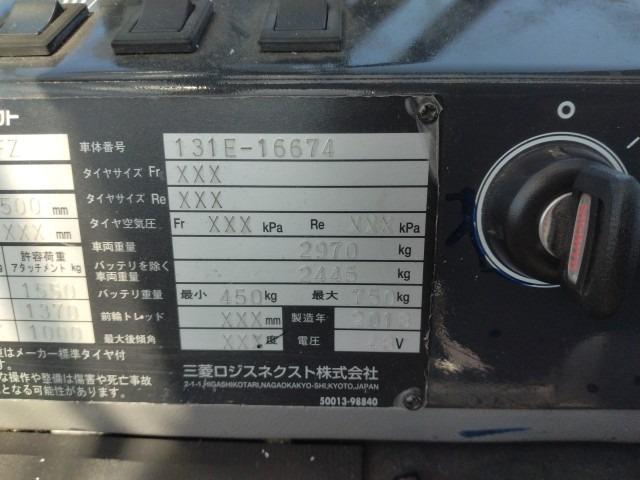 車体番号 131E-16674
タイヤサイズ Fr XXX
タイヤサイズ Re XXX
500 mm タイヤ空気圧 Fr XXX kPa Re XXX kPa
XXX mm 車両重量 2970 kg
許容荷重 バッテリを除く 2445 kg
アタッチメント kg 車両重量
1550 バッテリ重量 最小 450kg 最大 750kg
1370 前輪トレッド XXXmm 製造年
1000 最大後傾角 XXX度 電圧 V
はメーカー標準タイヤ付
す。
な操作や整備は傷害や死亡事故
となる可能性があります。
三菱ロジスネクスト株式会社
2-1-1,HIGASHIKOTARI,NAGAOKAKYO-SHI,KYOTO,JAPAN
50013-98840